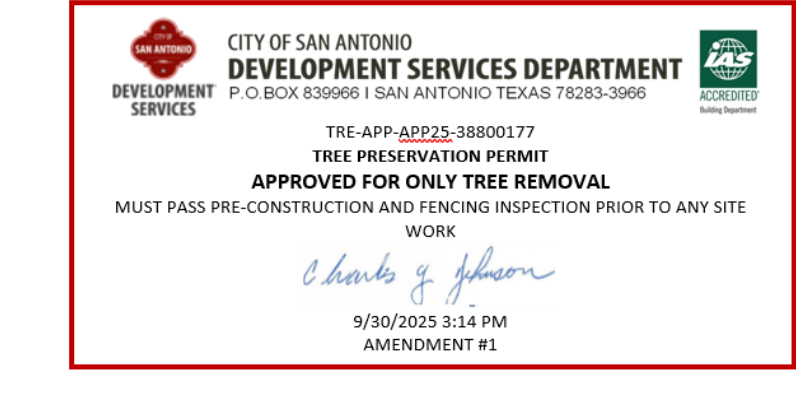 CITY OF
SAN ANTONIO
DEVELOPMENT
SERVICES
CITY OF SAN ANTONIO
DEVELOPMENT SERVICES DEPARTMENT
P.O.BOX 839966 I SAN ANTONIO TEXAS 78283-3966
IAS
ACCREDITED
Building Department
TRE-APP-APP25-38800177
TREE PRESERVATION PERMIT
APPROVED FOR ONLY TREE REMOVAL
MUST PASS PRE-CONSTRUCTION AND FENCING INSPECTION PRIOR TO ANY SITE
WORK
Charles J Johnson
9/30/2025 3:14 PM
AMENDMENT #1